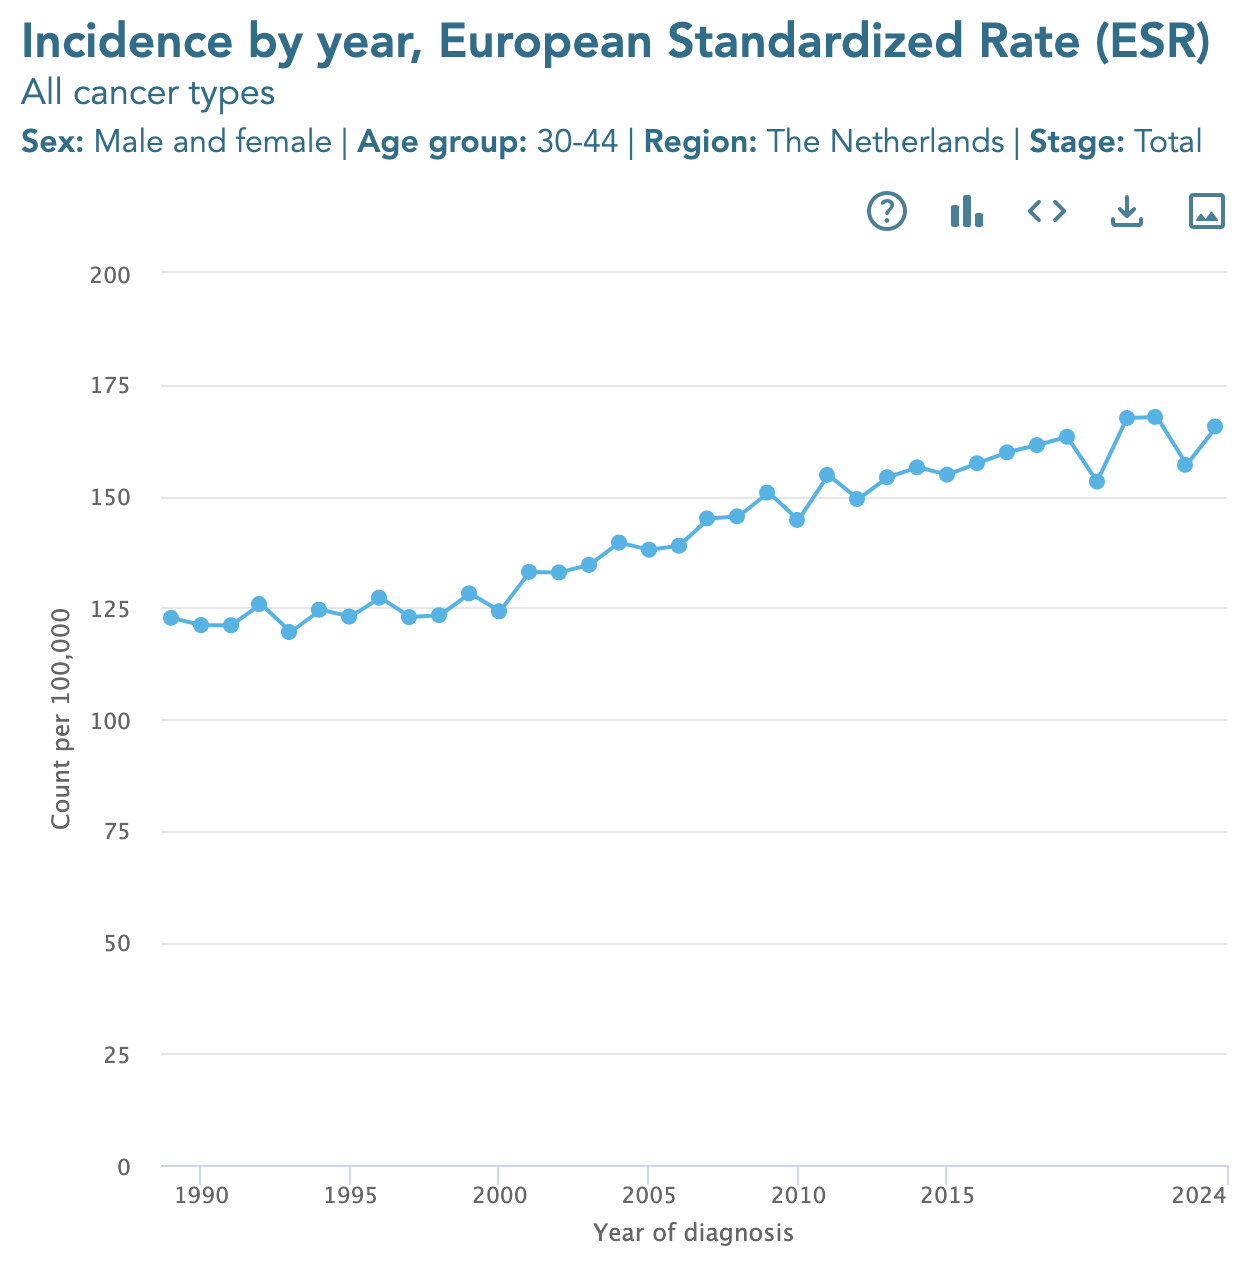 Incidence by year, European Standardized Rate (ESR)
All cancer types
Sex: Male and female | Age group: 30-44 | Region: The Netherlands | Stage: Total
200
175
150
125
100
75
50
25
0
Count per 100,000
1990 1995 2000 2005 2010 2015 2024
Year of diagnosis